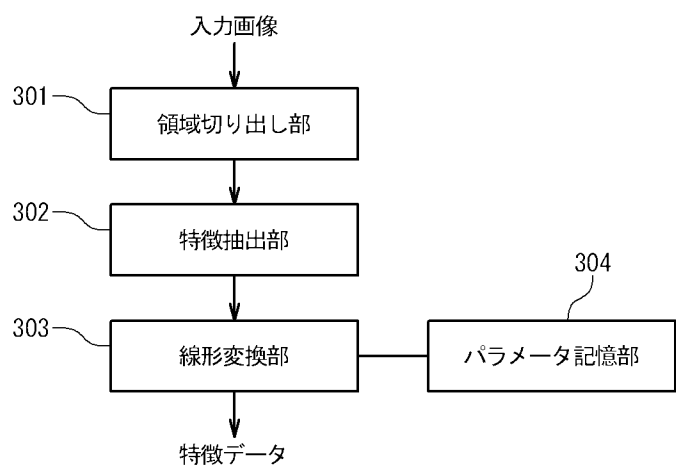 入力画像
301
領域切り出し部
302
特徴抽出部
304
303
線形変換部
パラメータ記憶部
特徴データ